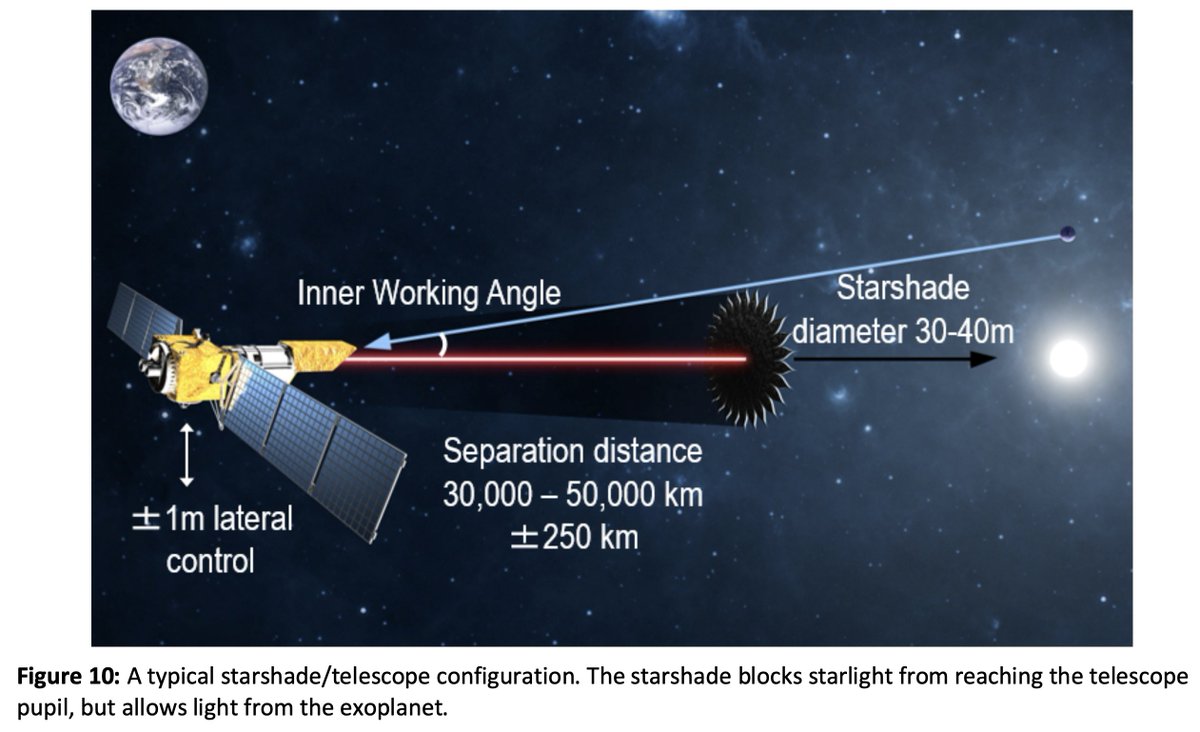 Inner Working Angle
Starshade
diameter 30-40m
Separation distance
30,000 – 50,000 km
±250 km
±1m lateral
control
Figure 10: A typical starshade/telescope configuration. The starshade blocks starlight from reaching the telescope
pupil, but allows light from the exoplanet.